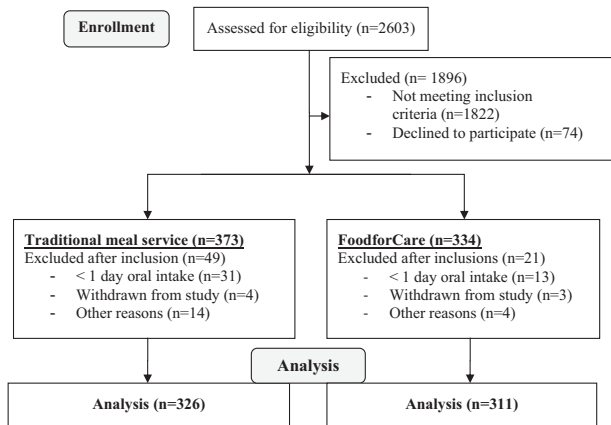 Enrollment
Assessed for eligibility (n=2603)
Excluded (n= 1896)
- Not meeting inclusion
criteria (n=1822)
- Declined to participate (n=74)
Traditional meal service (n=373)
Excluded after inclusion (n=49)
- < 1 day oral intake (n=31)
- Withdrawn from study (n=4)
- Other reasons (n=14)
FoodforCare (n=334)
Excluded after inclusions (n=21)
- < 1 day oral intake (n=13)
- Withdrawn from study (n=3)
- Other reasons (n=4)
Analysis
Analysis (n=326)
Analysis (n=311)